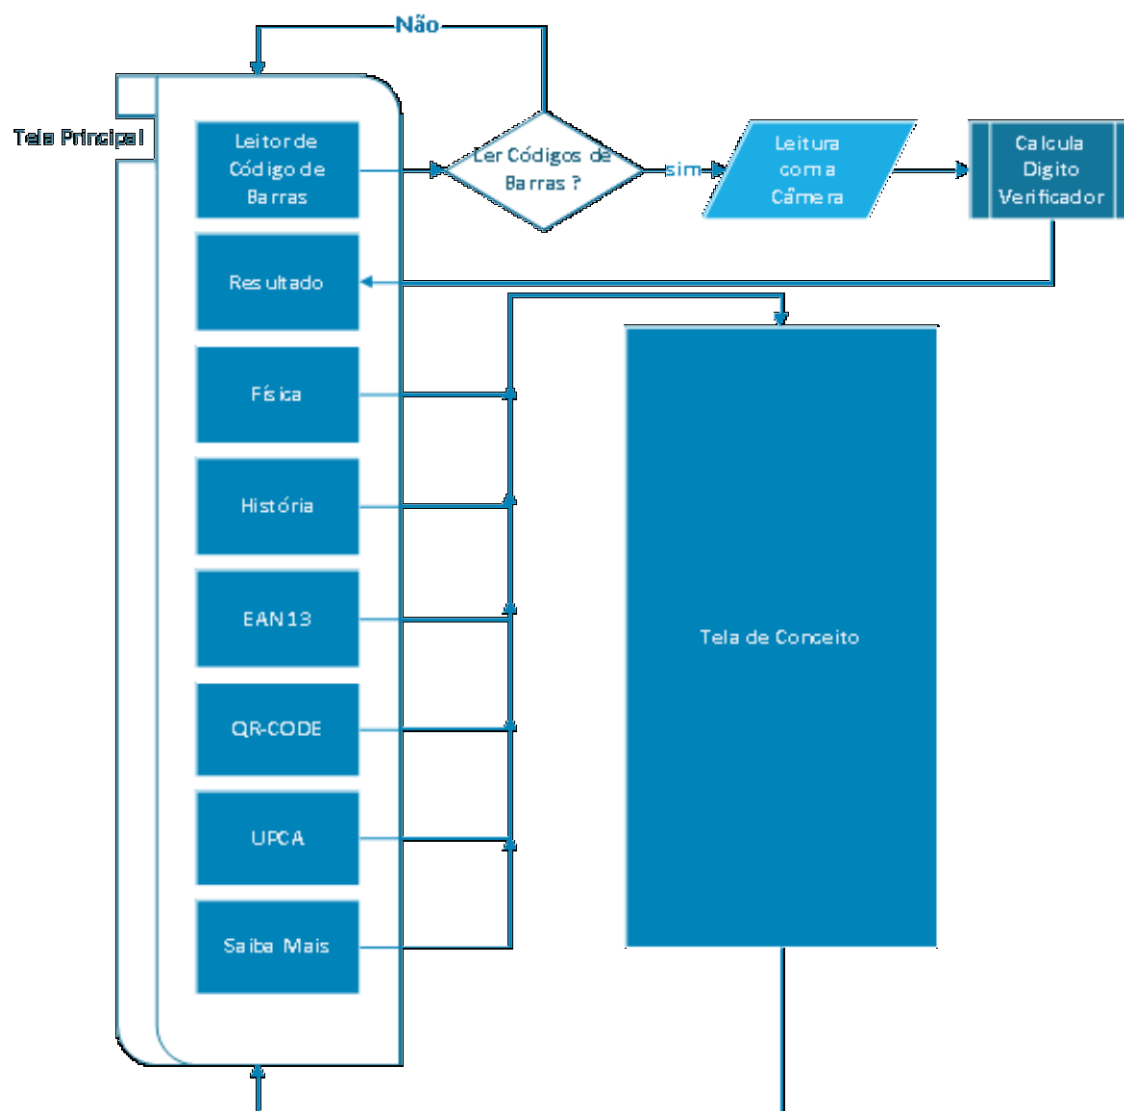 Não
Tela Principal
Leitor de
Código de
Barras
Ler Códigos de
Barras ?
sim
Leitura
com a
Câmera
Calcula
Digito
Verificador
Resultado
Física
História
EAN13
QR-CODE
UPCA
Saiba Mais
Tela de Conceito